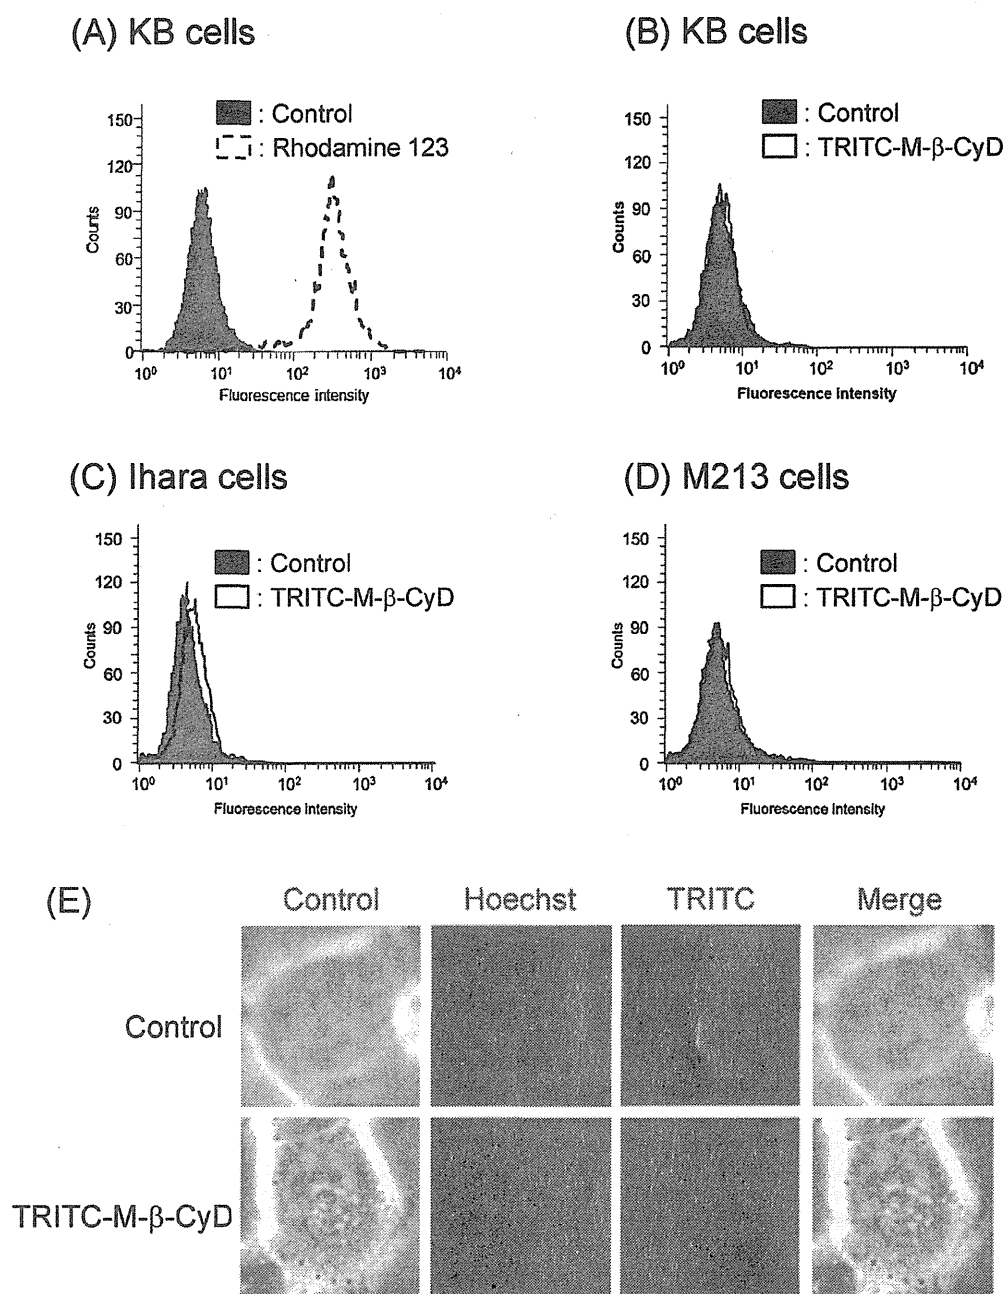 (A) KB cells
: Control
: Rhodamine 123
Counts
150
120
90
60
30
0
10⁰ 10¹ 10² 10³ 10⁴
Fluorescence intensity
(B) KB cells
: Control
: TRITC-M-β-CyD
Counts
150
120
90
60
30
0
10⁰ 10¹ 10² 10³ 10⁴
Fluorescence intensity
(C) Ihara cells
: Control
: TRITC-M-β-CyD
Counts
150
120
90
60
30
0
10⁰ 10¹ 10² 10³ 10⁴
Fluorescence intensity
(D) M213 cells
: Control
: TRITC-M-β-CyD
Counts
150
120
90
60
30
0
10⁰ 10¹ 10² 10³ 10⁴
Fluorescence intensity
(E)
Control Hoechst TRITC Merge
Control
TRITC-M-β-CyD